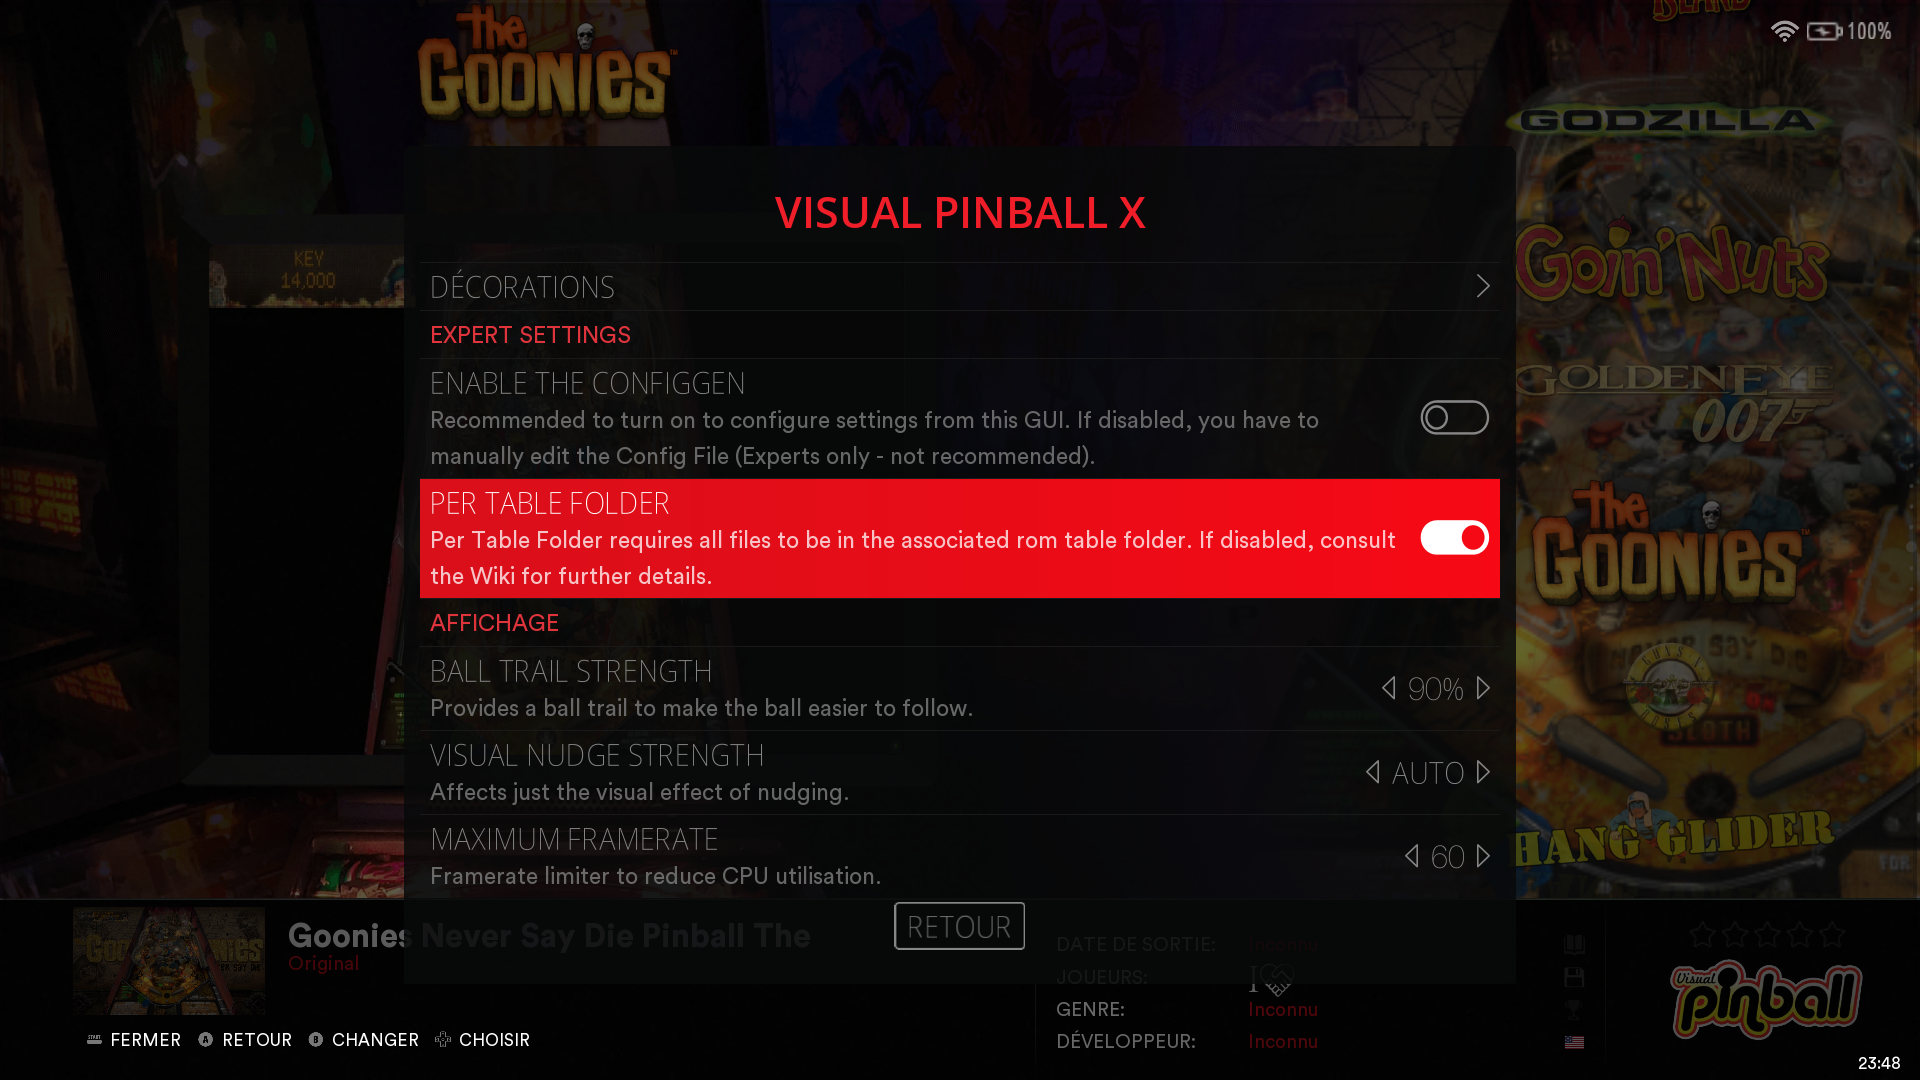 the
GOONIES
100%
GODZILLA
VISUAL PINBALL X
KEY
14,000
DÉCORATIONS
Goin' Nuts
EXPERT SETTINGS
ENABLE THE CONFIGGEN
Recommended to turn on to configure settings from this GUI. If disabled, you have to
manually edit the Config File (Experts only - not recommended).
GOLDENEYE
007
PER TABLE FOLDER
Per Table Folder requires all files to be in the associated rom table folder. If disabled, consult
the Wiki for further details.
the
GOONIES
AFFICHAGE
BALL TRAIL STRENGTH
Provides a ball trail to make the ball easier to follow.
90%
VISUAL NUDGE STRENGTH
Affects just the visual effect of nudging.
AUTO
MAXIMUM FRAMERATE
Framerate limiter to reduce CPU utilisation.
60
HANG GLIDER
RETOUR
Goonies Never Say Die Pinball The
Original
DATE DE SORTIE: Inconnu
JOUEURS: 1
GENRE: Inconnu
DÉVELOPPEUR: Inconnu
Visual
pinball
START FERMER A RETOUR B CHANGER CHOISIR
23:48